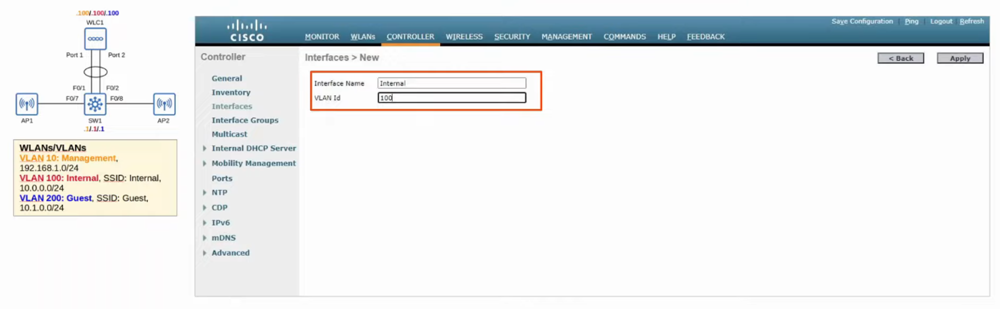 .100/.100/.100
WLC1
Port 1 Port 2
F0/1 F0/2
F0/7 F0/8
AP1 SW1 AP2
.1/.1/.1
WLANs/VLANs
VLAN 10: Management,
192.168.1.0/24
VLAN 100: Internal, SSID: Internal,
10.0.0.0/24
VLAN 200: Guest, SSID: Guest,
10.1.0.0/24
Save Configuration Ping Logout Refresh
CISCO
MONITOR WLANs CONTROLLER WIRELESS SECURITY MANAGEMENT COMMANDS HELP FEEDBACK
Controller
General
Inventory
Interfaces
Interface Groups
Multicast
Internal DHCP Server
Mobility Management
Ports
NTP
CDP
IPv6
mDNS
Advanced
Interfaces > New
< Back Apply
Interface Name Internal
VLAN Id 100